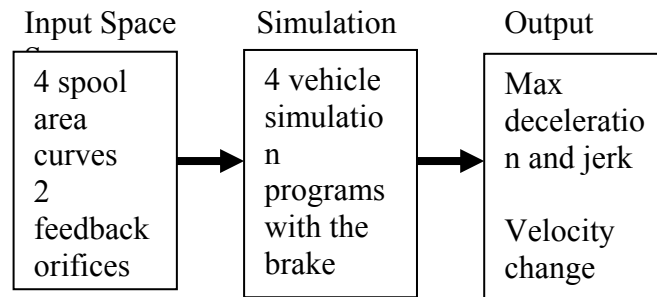 Input Space
Simulation
Output
4 spool
area
curves
2
feedback
orifices
4 vehicle
simulatio
n
programs
with the
brake
Max
deceleratio
n and jerk
Velocity
change